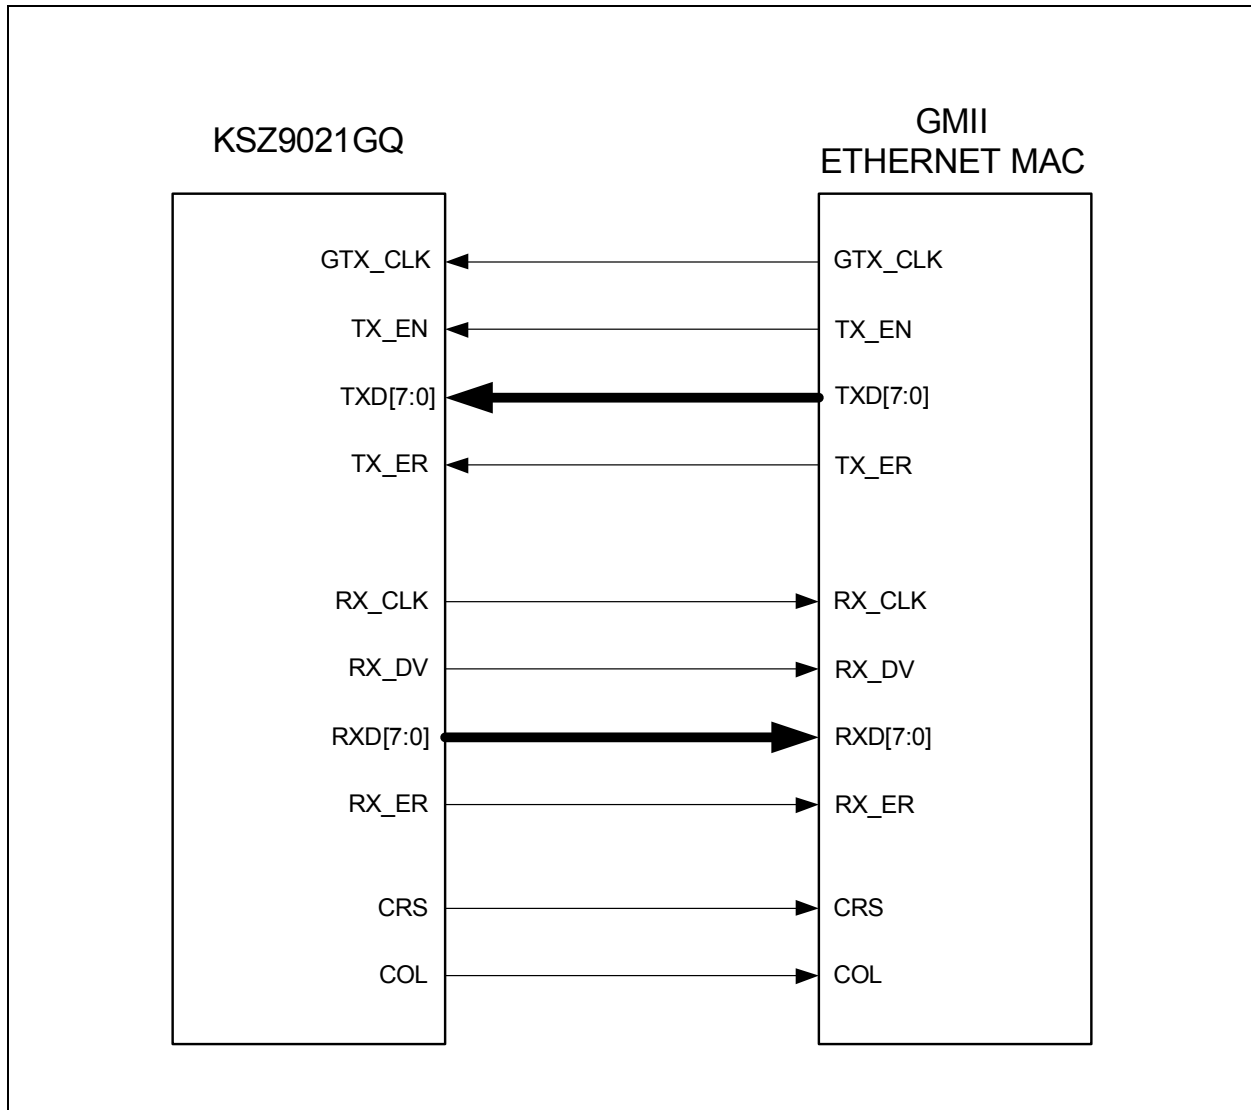 KSZ9021GQ
GMII
ETHERNET MAC
GTX_CLK GTX_CLK
TX_EN TX_EN
TXD[7:0] TXD[7:0]
TX_ER TX_ER
RX_CLK RX_CLK
RX_DV RX_DV
RXD[7:0] RXD[7:0]
RX_ER RX_ER
CRS CRS
COL COL